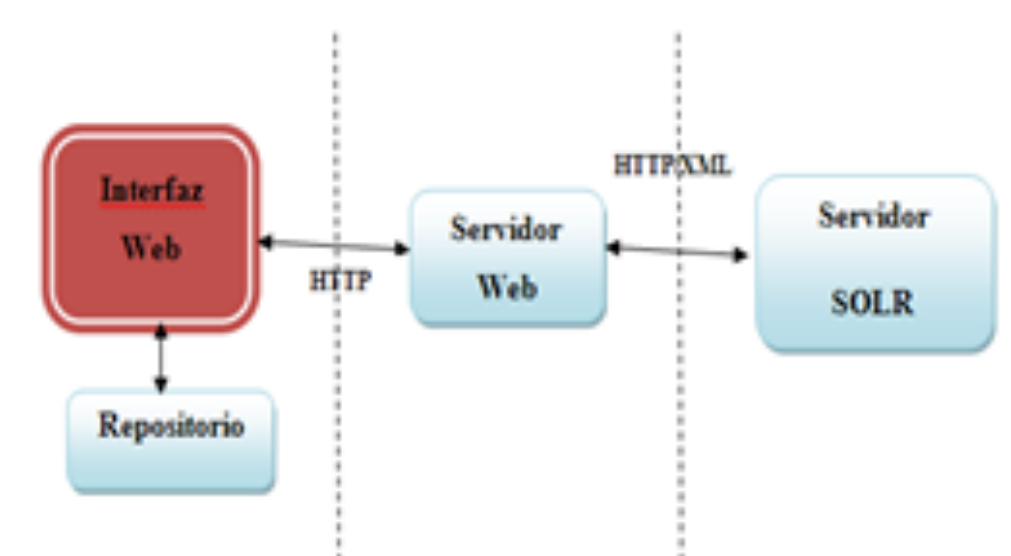 Interfaz
Web
HTTP
Repositorio
Servidor
Web
HTTP/XML
Servidor
SOLR